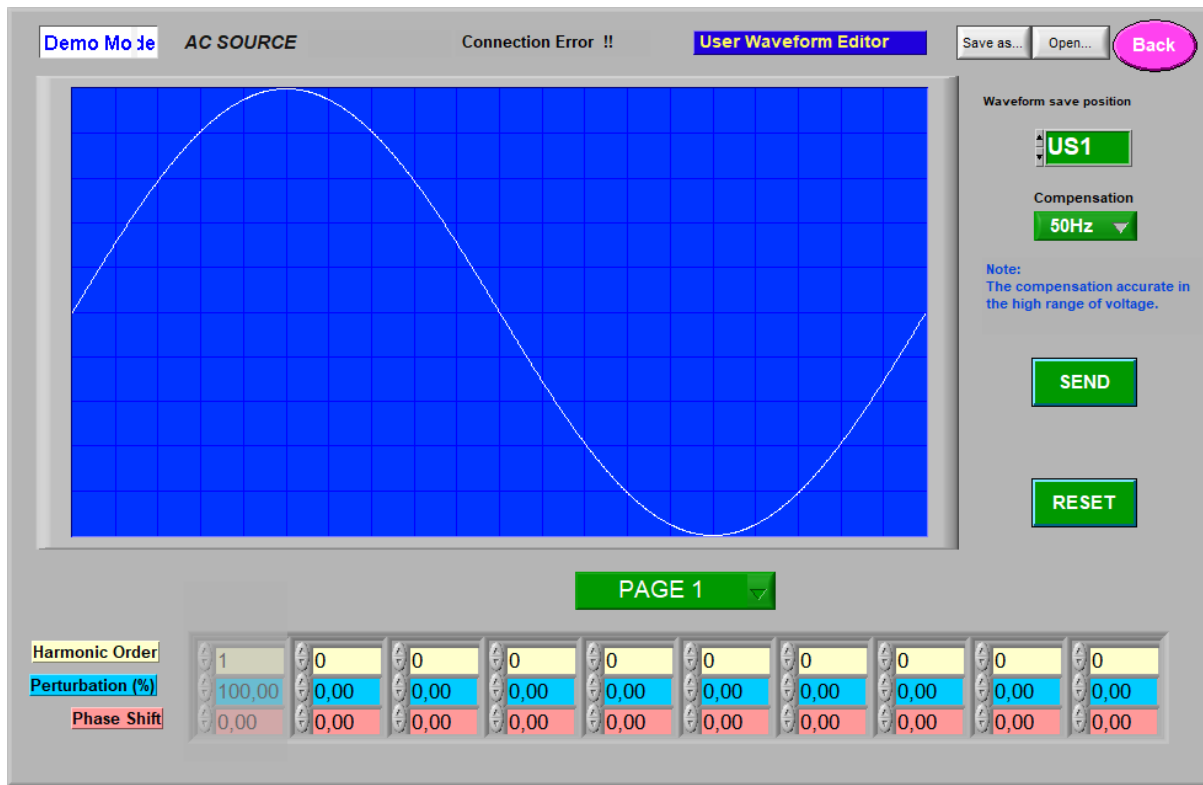 Demo Mode AC SOURCE Connection Error !! User Waveform Editor Save as... Open... Back
Waveform save position
US1
Compensation
50Hz
Note:
The compensation accurate in
the high range of voltage.
SEND
RESET
PAGE 1
Harmonic Order 1 0 0 0 0 0 0 0 0 0
Perturbation (%) 100,00 0,00 0,00 0,00 0,00 0,00 0,00 0,00 0,00 0,00
Phase Shift 0,00 0,00 0,00 0,00 0,00 0,00 0,00 0,00 0,00 0,00